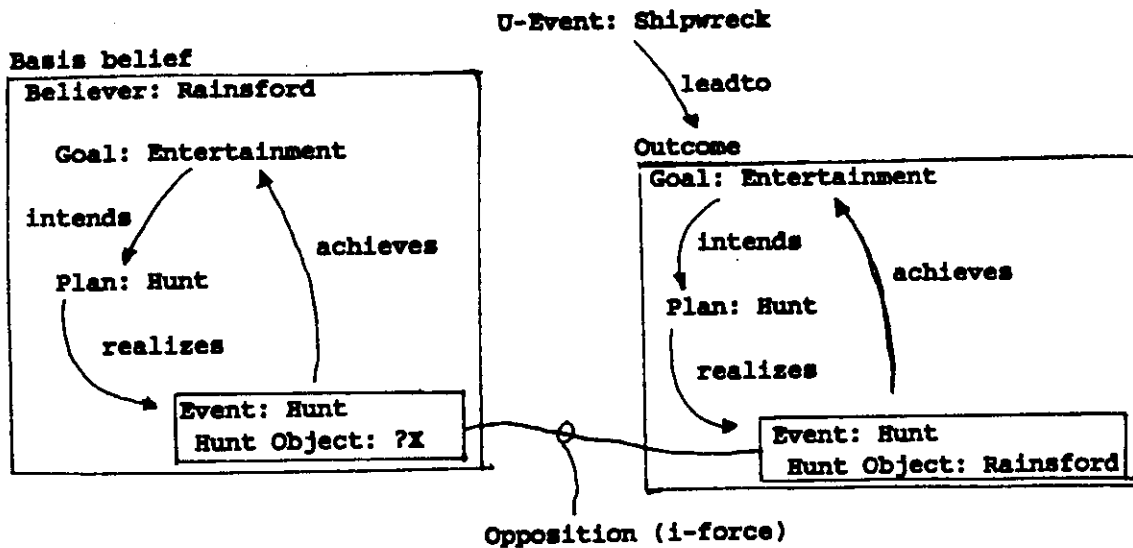 U-Event: Shipwreck
leadto
Basis belief
Believer: Rainsford
Goal: Entertainment
intends
achieves
Plan: Hunt
realizes
Event: Hunt
Hunt Object: ?X
Outcome
Goal: Entertainment
intends
achieves
Plan: Hunt
realizes
Event: Hunt
Hunt Object: Rainsford
Opposition (i-force)